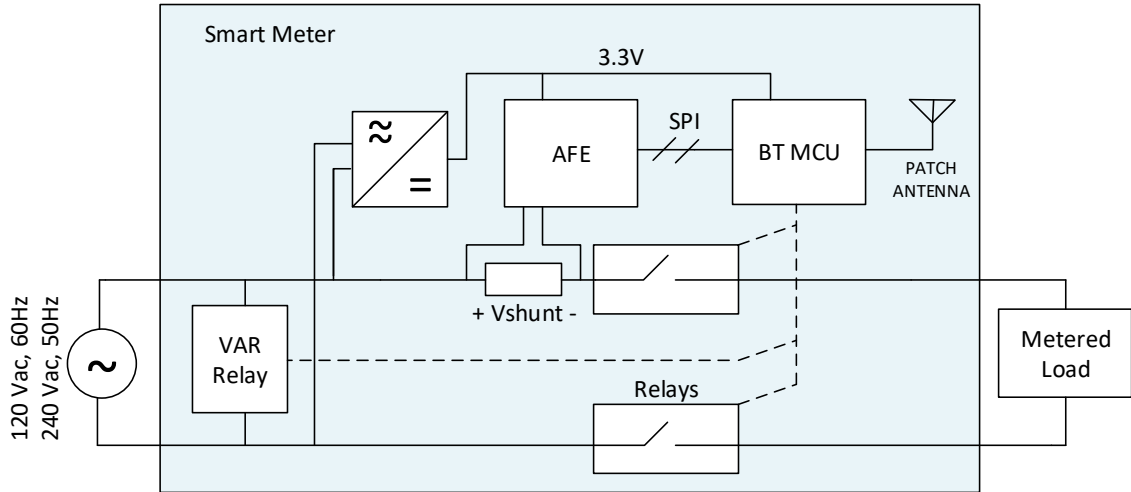 Smart Meter
3.3V
AFE
SPI
BT MCU
PATCH
ANTENNA
+ Vshunt -
120 Vac, 60Hz
240 Vac, 50Hz
~
VAR
Relay
Relays
Metered
Load